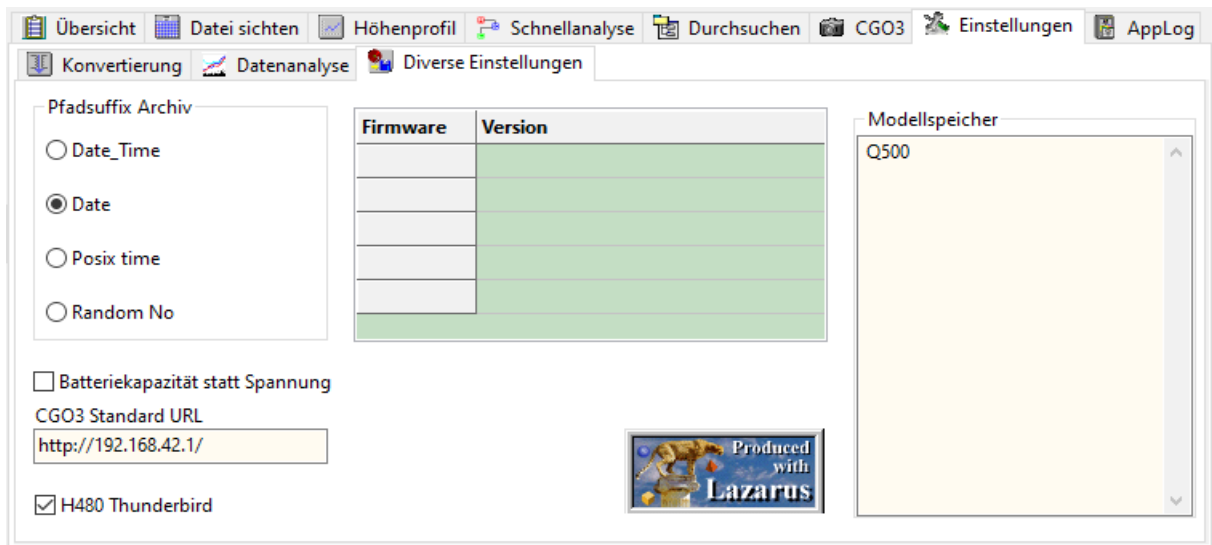 Übersicht Datei sichten Höhenprofil Schnellanalyse Durchsuchen CGO3 Einstellungen AppLog
Konvertierung Datenanalyse Diverse Einstellungen
Pfadsuffix Archiv
Date_Time
Date
Posix time
Random No
Firmware Version
Modellspeicher
Q500
Batteriekapazität statt Spannung
CGO3 Standard URL
http://192.168.42.1/
H480 Thunderbird
Produced
with
Lazarus